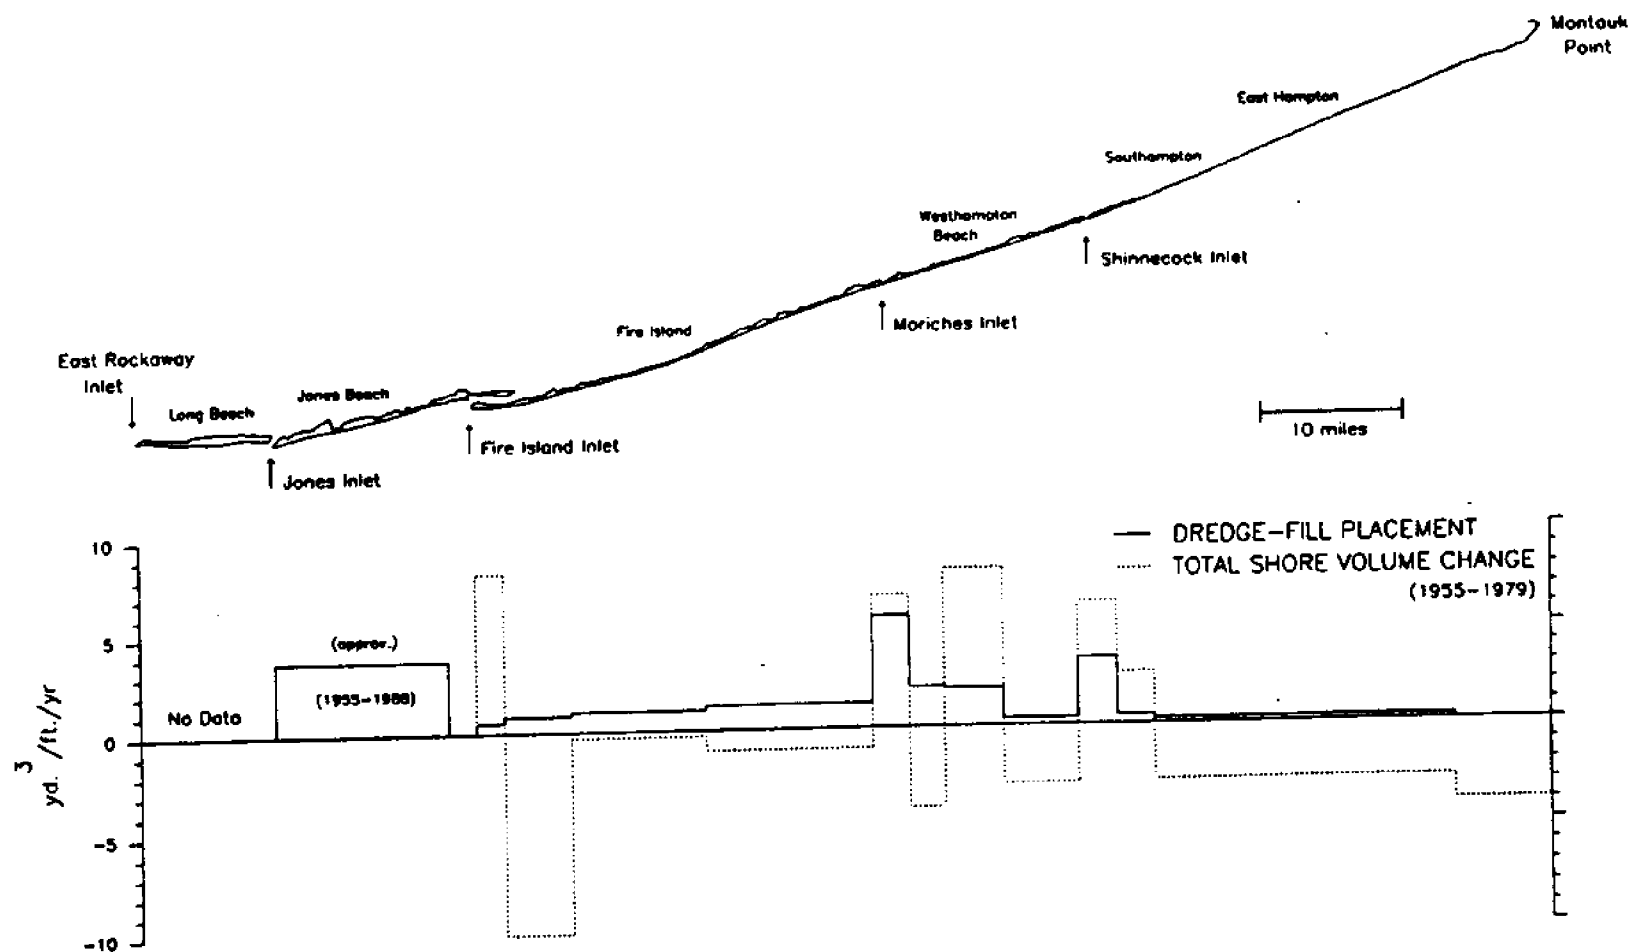 Montauk
Point
East Hampton
Southampton
Westhampton
Beach
Shinnecock Inlet
Moriches Inlet
Fire Island
East Rockaway
Inlet
Jones Beach
Long Beach
10 miles
Fire Island Inlet
Jones Inlet
DREDGE-FILL PLACEMENT
TOTAL SHORE VOLUME CHANGE
(1955-1979)
10
5
0
-5
-10
yd.3/ft./yr
(approx.)
(1955-1988)
No Data